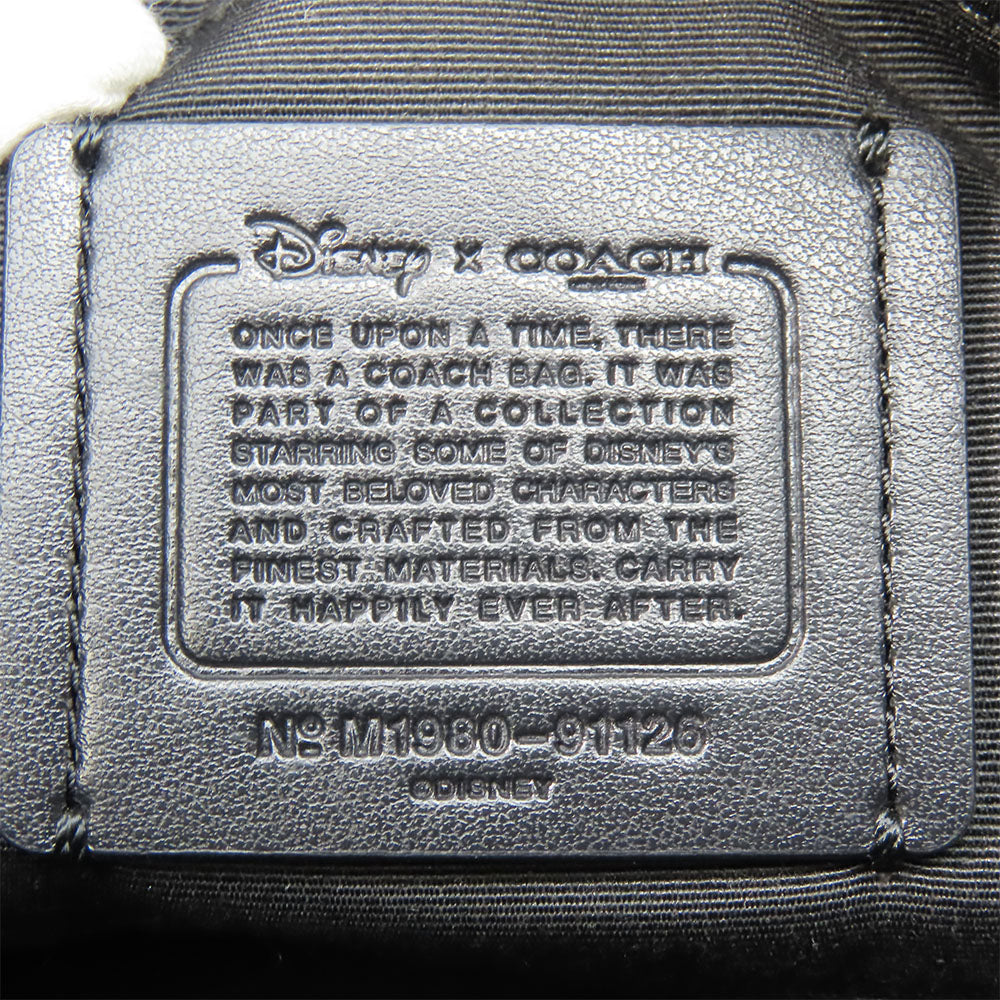 Disney × COACH
ONCE UPON A TIME, THERE
WAS A COACH BAG. IT WAS
PART OF A COLLECTION
STARRING SOME OF DISNEY'S
MOST BELOVED CHARACTERS
AND CRAFTED FROM THE
FINEST MATERIALS. CARRY
IT HAPPILY EVER AFTER.
Nº M1980-91126
©DISNEY